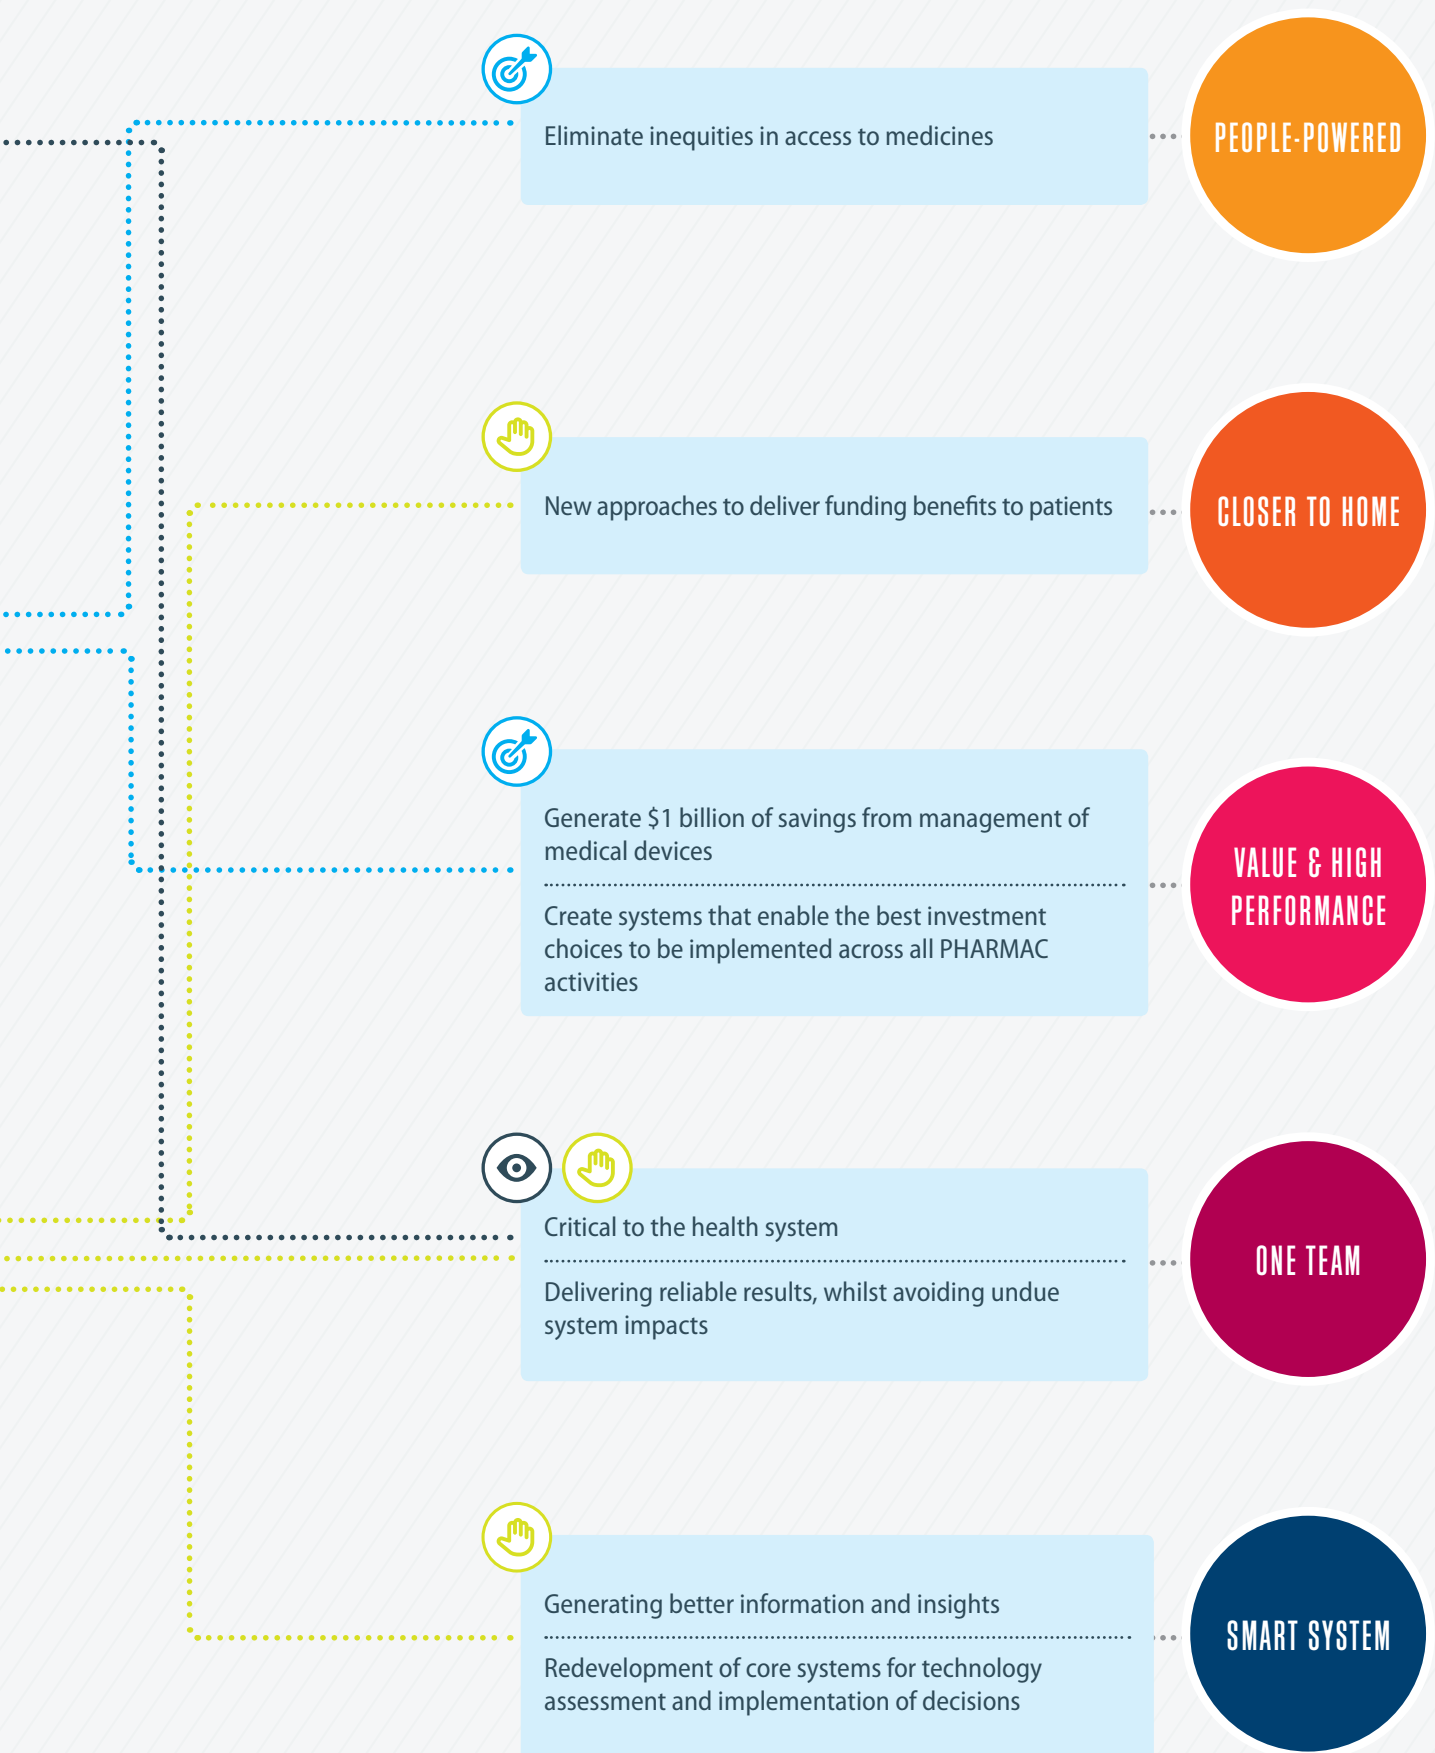 Eliminate inequities in access to medicines
PEOPLE-POWERED
New approaches to deliver funding benefits to patients
CLOSER TO HOME
Generate $1 billion of savings from management of
medical devices
Create systems that enable the best investment
choices to be implemented across all PHARMAC
activities
VALUE & HIGH
PERFORMANCE
Critical to the health system
Delivering reliable results, whilst avoiding undue
system impacts
ONE TEAM
Generating better information and insights
Redevelopment of core systems for technology
assessment and implementation of decisions
SMART SYSTEM